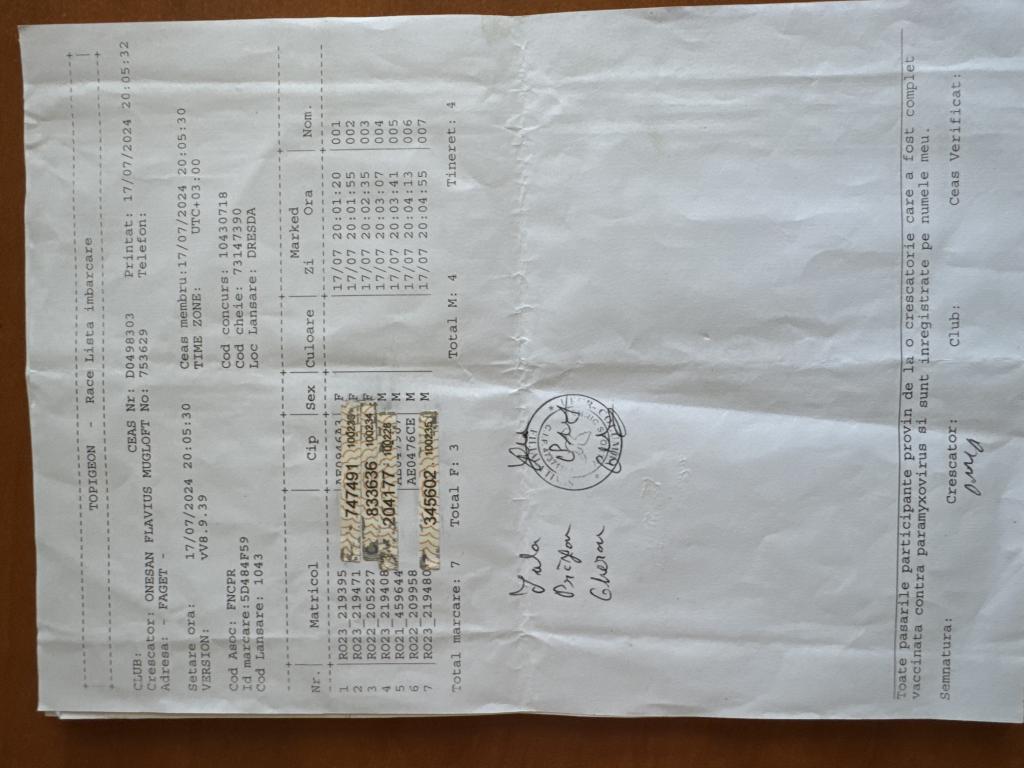 TOPIGEON - Race Lista imbarcare
CLUB: CEAS Nr: D0498303 Printat: 17/07/2024 20:05:32
Crescator: ONESAN FLAVIUS MUGLOFT No: 753629 Telefon:
Adresa: - FAGET -
Setare ora: 17/07/2024 20:05:30 Ceas membru:17/07/2024 20:05:30
VERSION: vV8.9.39 TIME ZONE: UTC+03:00
Cod Asoc: FNCPR Cod concurs: 10430718
Id marcare:5D484F59 Cod cheie: 73147390
Cod Lansare: 1043 Loc Lansare: DRESDA
Marked
Nr. Matricol Cip Sex Culoare Zi Ora Nom.
1 RO23_219395 F 17/07 20:01:20 001
2 RO23_219471 747491 F 17/07 20:01:55 002
3 RO22_205227 833636 100234 F 17/07 20:02:35 003
4 RO23_219408 204177 M 17/07 20:03:07 004
5 RO21_459644 M 17/07 20:03:41 005
6 RO22_209958 AE0476CE M 17/07 20:04:13 006
7 RO23_219480 345602 M 17/07 20:04:55 007
Total marcare: 7 Total F: 3 Total M: 4 Tineret: 4
Toate pasarile participante provin de la o crescatorie care a fost complet
vaccinata contra paramyxovirus si sunt inregistrate pe numele meu.
Semnatura: Crescator: Club: Ceas Verificat: